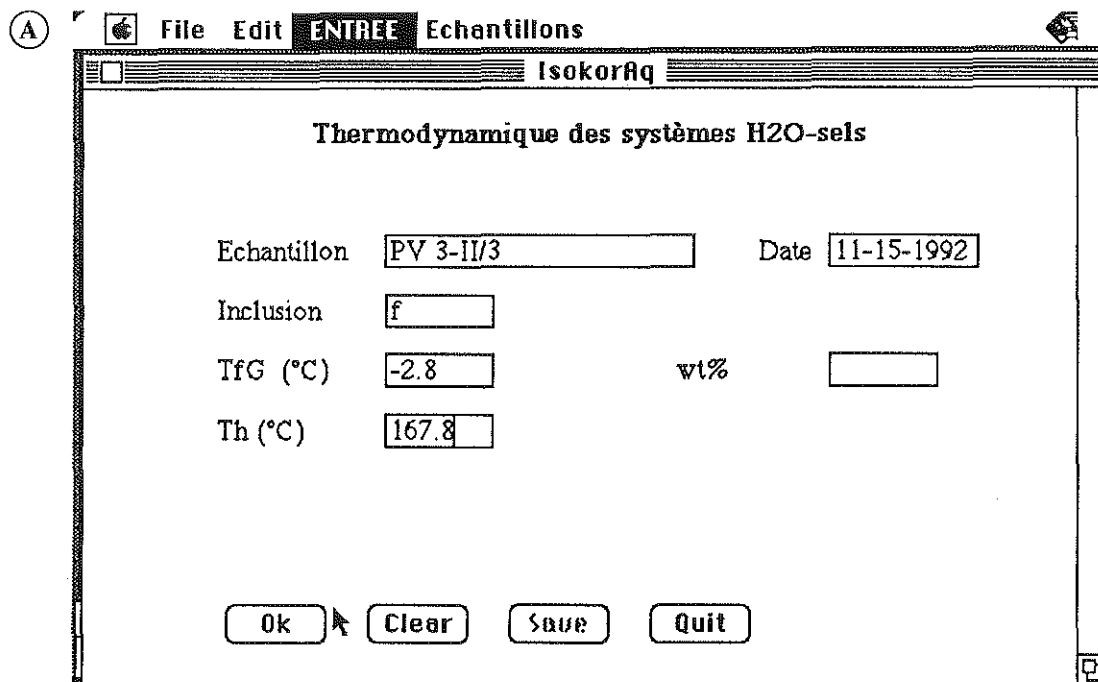 A
File Edit ENTREE Echantillons
IsokorAq
Thermodynamique des systèmes H2O-sels
Echantillon PV 3-II/3 Date 11-15-1992
Inclusion f
TfG (°C) -2.8 wt%
Th (°C) 167.8
Ok Clear Save Quit